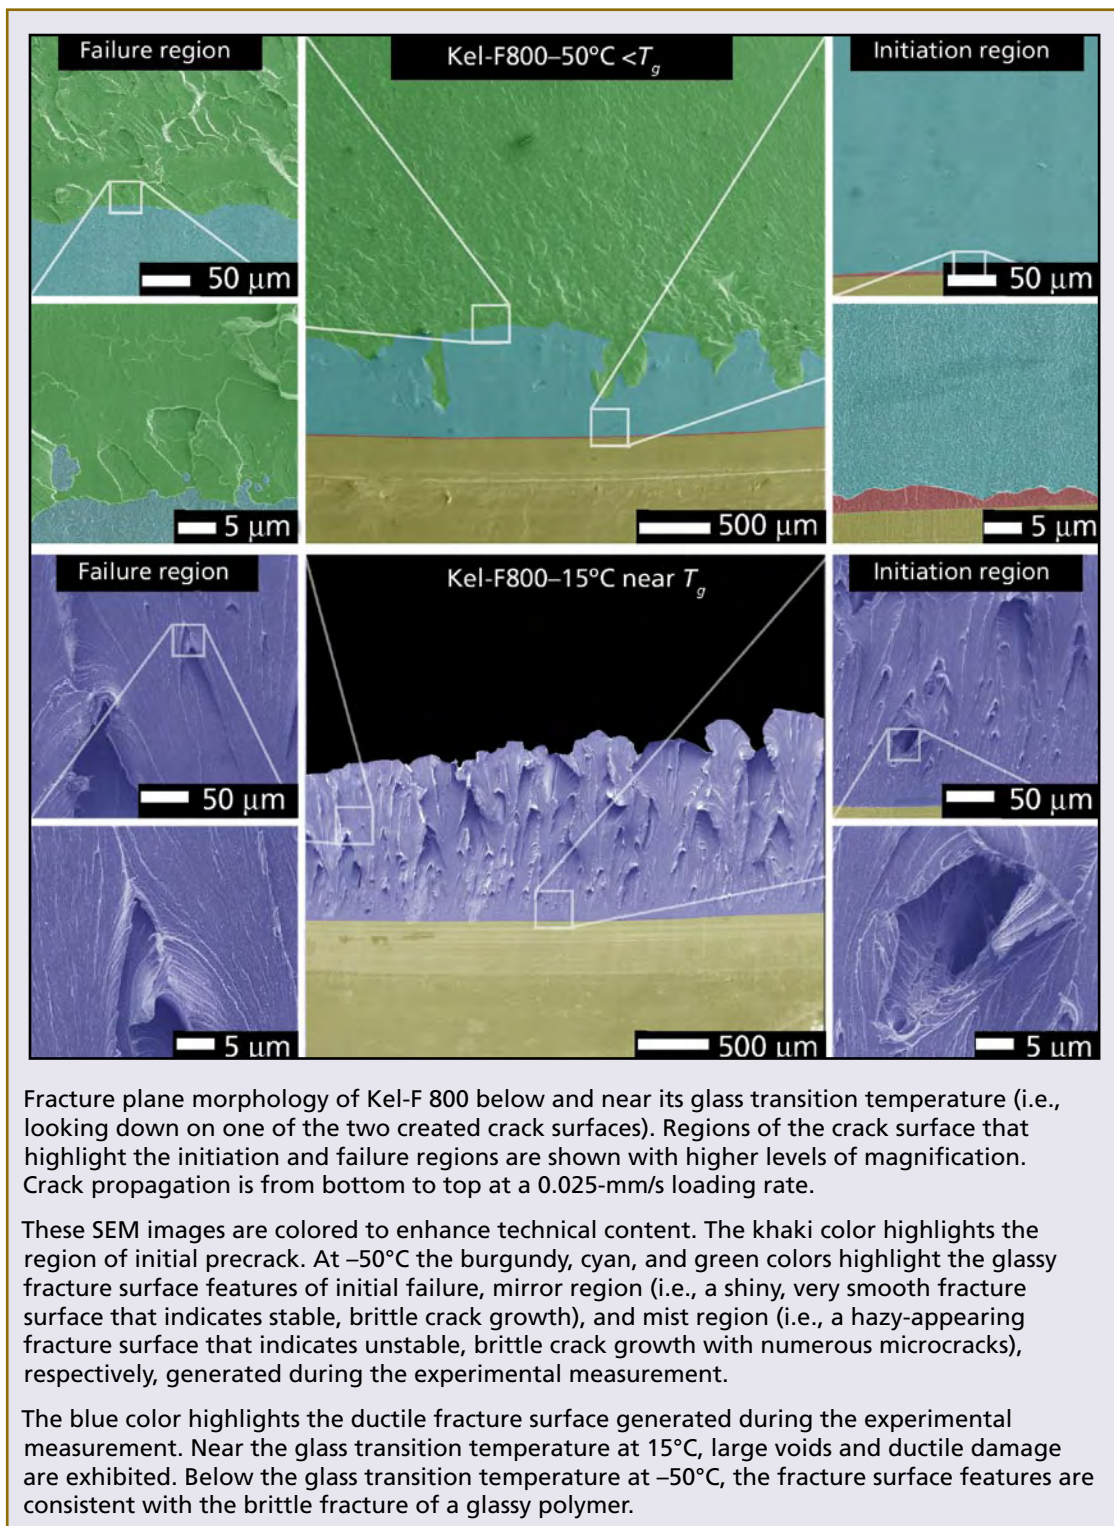 Failure region
Kel-F800–50°C <Tg
Initiation region
50 μm
50 μm
5 μm
500 μm
5 μm
Failure region
Kel-F800–15°C near Tg
Initiation region
50 μm
50 μm
5 μm
500 μm
5 μm
Fracture plane morphology of Kel-F 800 below and near its glass transition temperature (i.e.,
looking down on one of the two created crack surfaces). Regions of the crack surface that
highlight the initiation and failure regions are shown with higher levels of magnification.
Crack propagation is from bottom to top at a 0.025-mm/s loading rate.
These SEM images are colored to enhance technical content. The khaki color highlights the
region of initial precrack. At –50°C the burgundy, cyan, and green colors highlight the glassy
fracture surface features of initial failure, mirror region (i.e., a shiny, very smooth fracture
surface that indicates stable, brittle crack growth), and mist region (i.e., a hazy-appearing
fracture surface that indicates unstable, brittle crack growth with numerous microcracks),
respectively, generated during the experimental measurement.
The blue color highlights the ductile fracture surface generated during the experimental
measurement. Near the glass transition temperature at 15°C, large voids and ductile damage
are exhibited. Below the glass transition temperature at –50°C, the fracture surface features are
consistent with the brittle fracture of a glassy polymer.